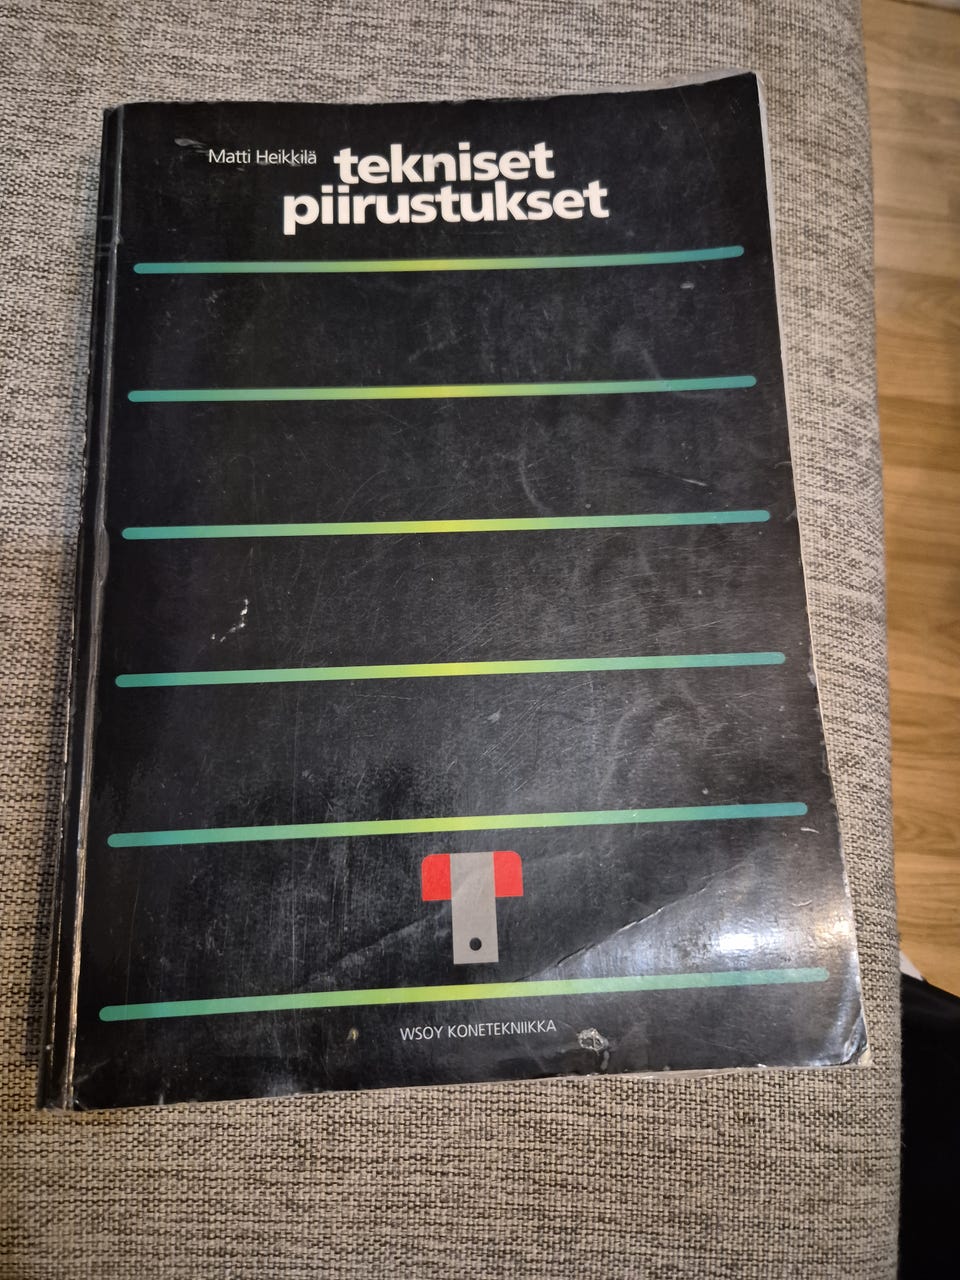 Matti Heikkilä
tekniset
piirustukset
WSOY KONETEKNIIKKA